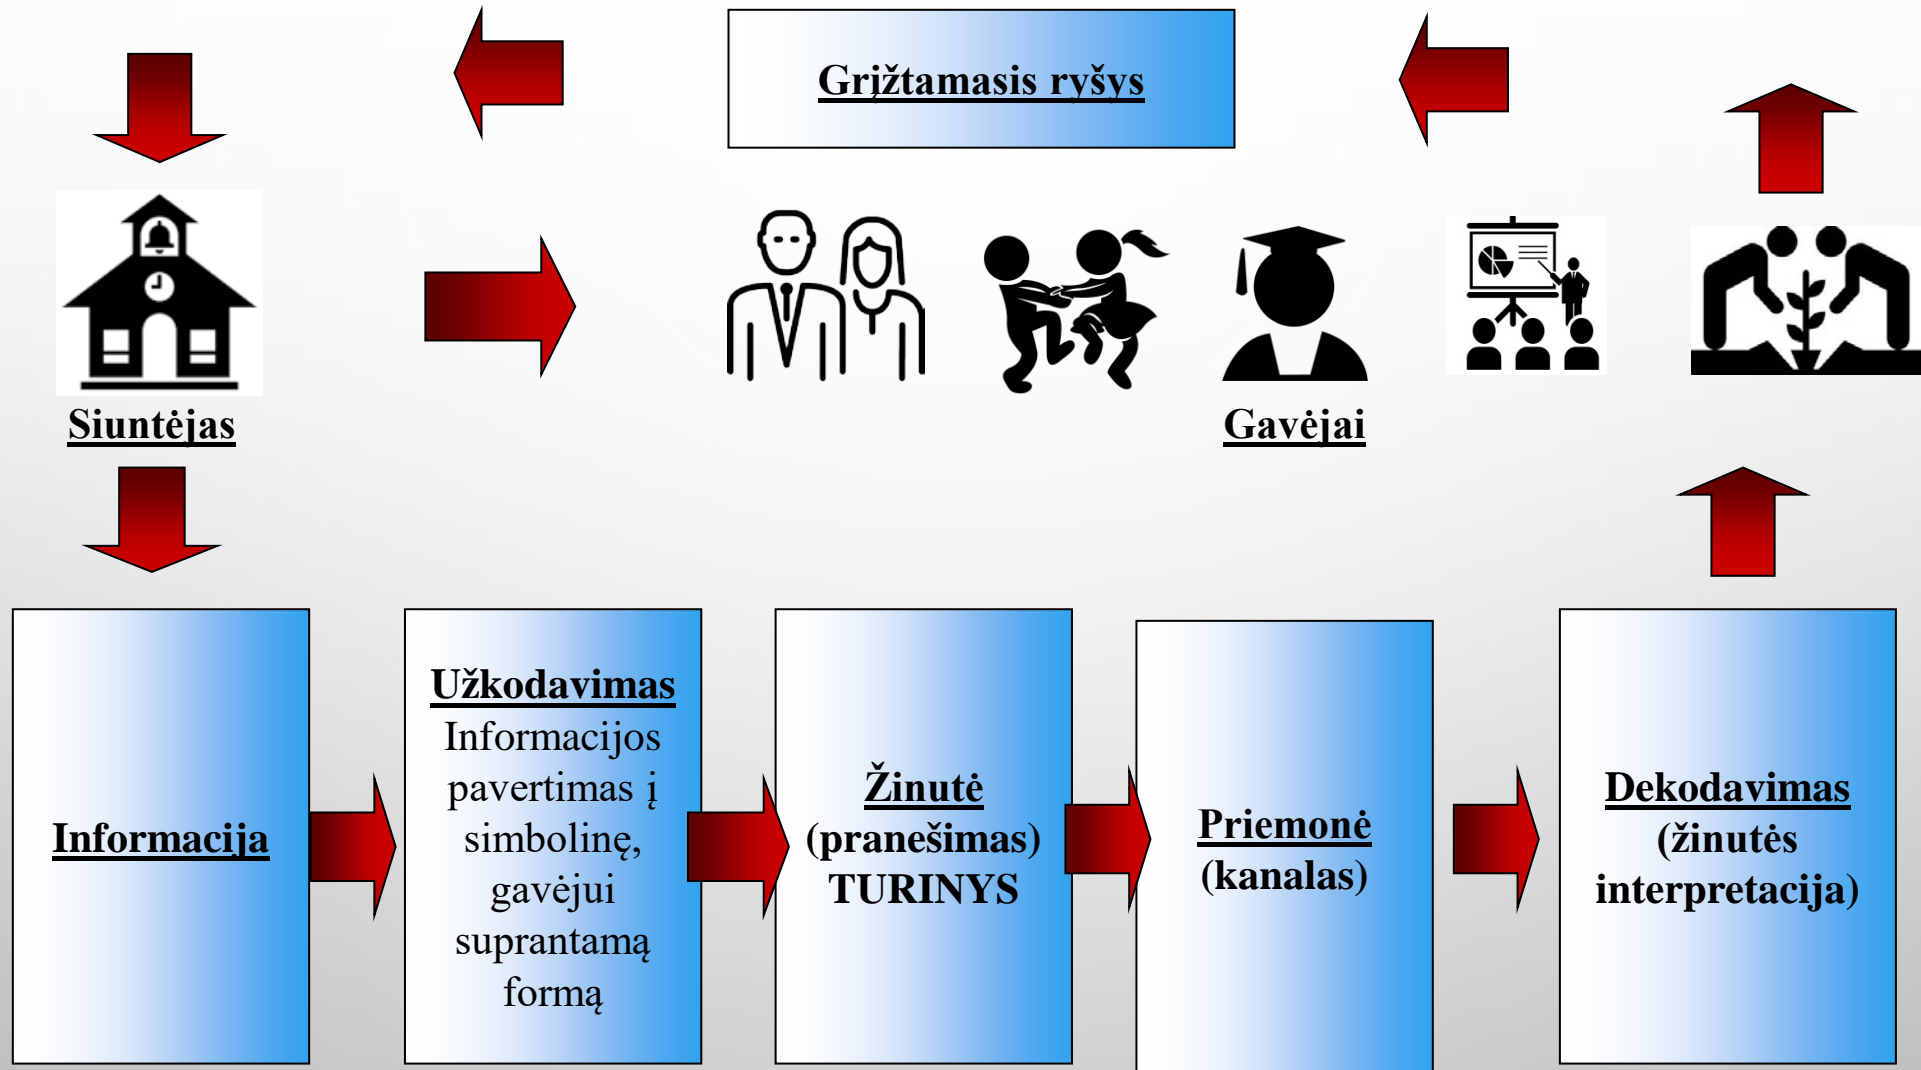 Grįžtamasis ryšys
Siuntėjas
Gavėjai
Informacija
Užkodavimas
Informacijos
pavertimas į
simbolinę,
gavėjui
suprantamą
formą
Žinutė
(pranešimas)
TURINYS
Priemonė
(kanalas)
Dekodavimas
(žinutės
interpretacija)